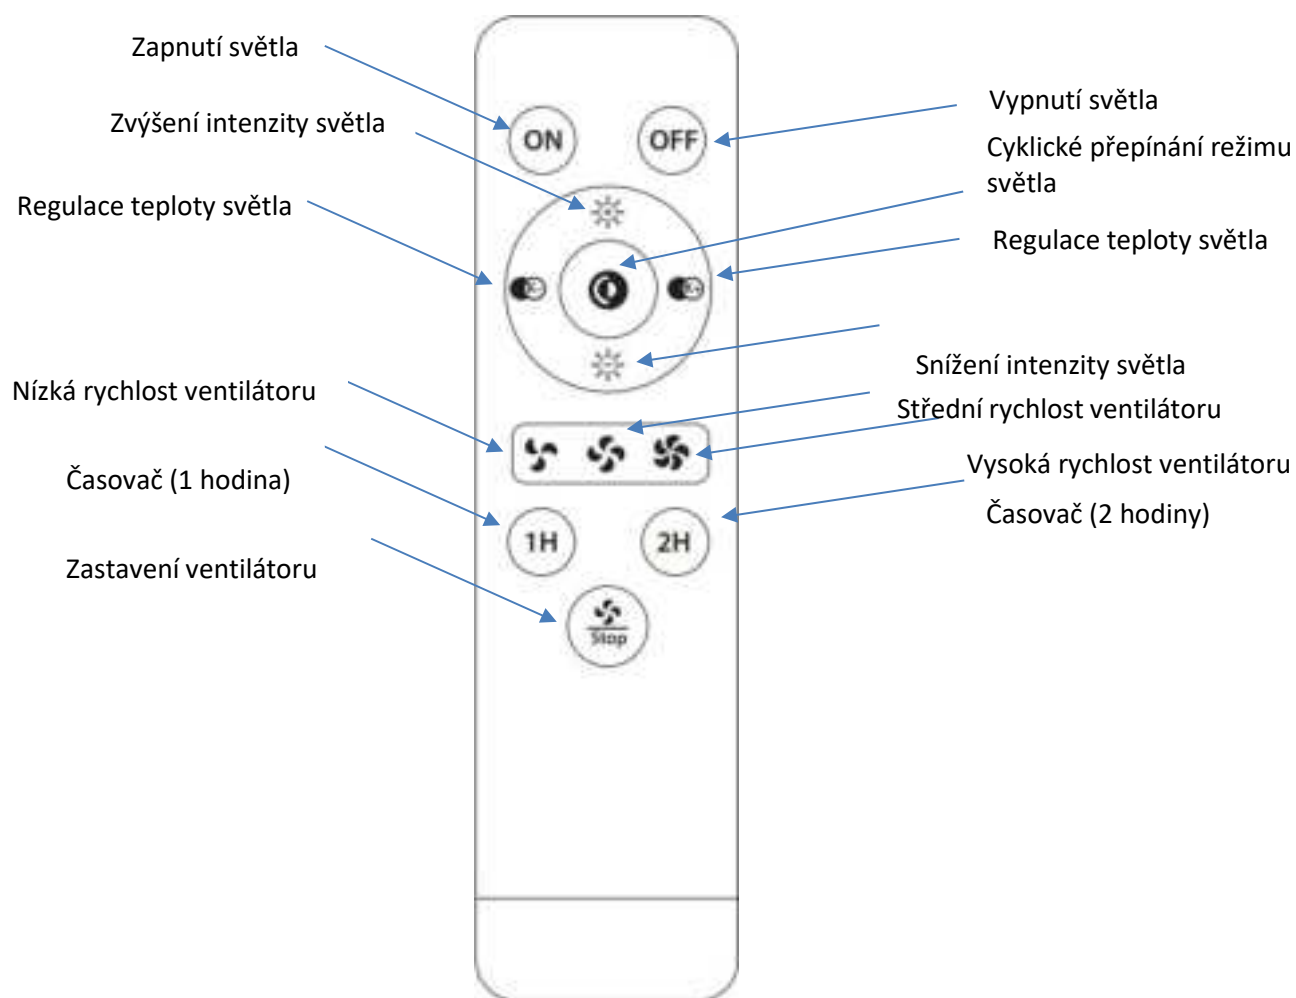 Zapnutí světla
Zvýšení intenzity světla
Regulace teploty světla
Nízká rychlost ventilátoru
Časovač (1 hodina)
Zastavení ventilátoru
ON
OFF
K-
K+
1H
2H
Stop
Vypnutí světla
Cyklické přepínání režimu
světla
Regulace teploty světla
Snížení intenzity světla
Střední rychlost ventilátoru
Vysoká rychlost ventilátoru
Časovač (2 hodiny)